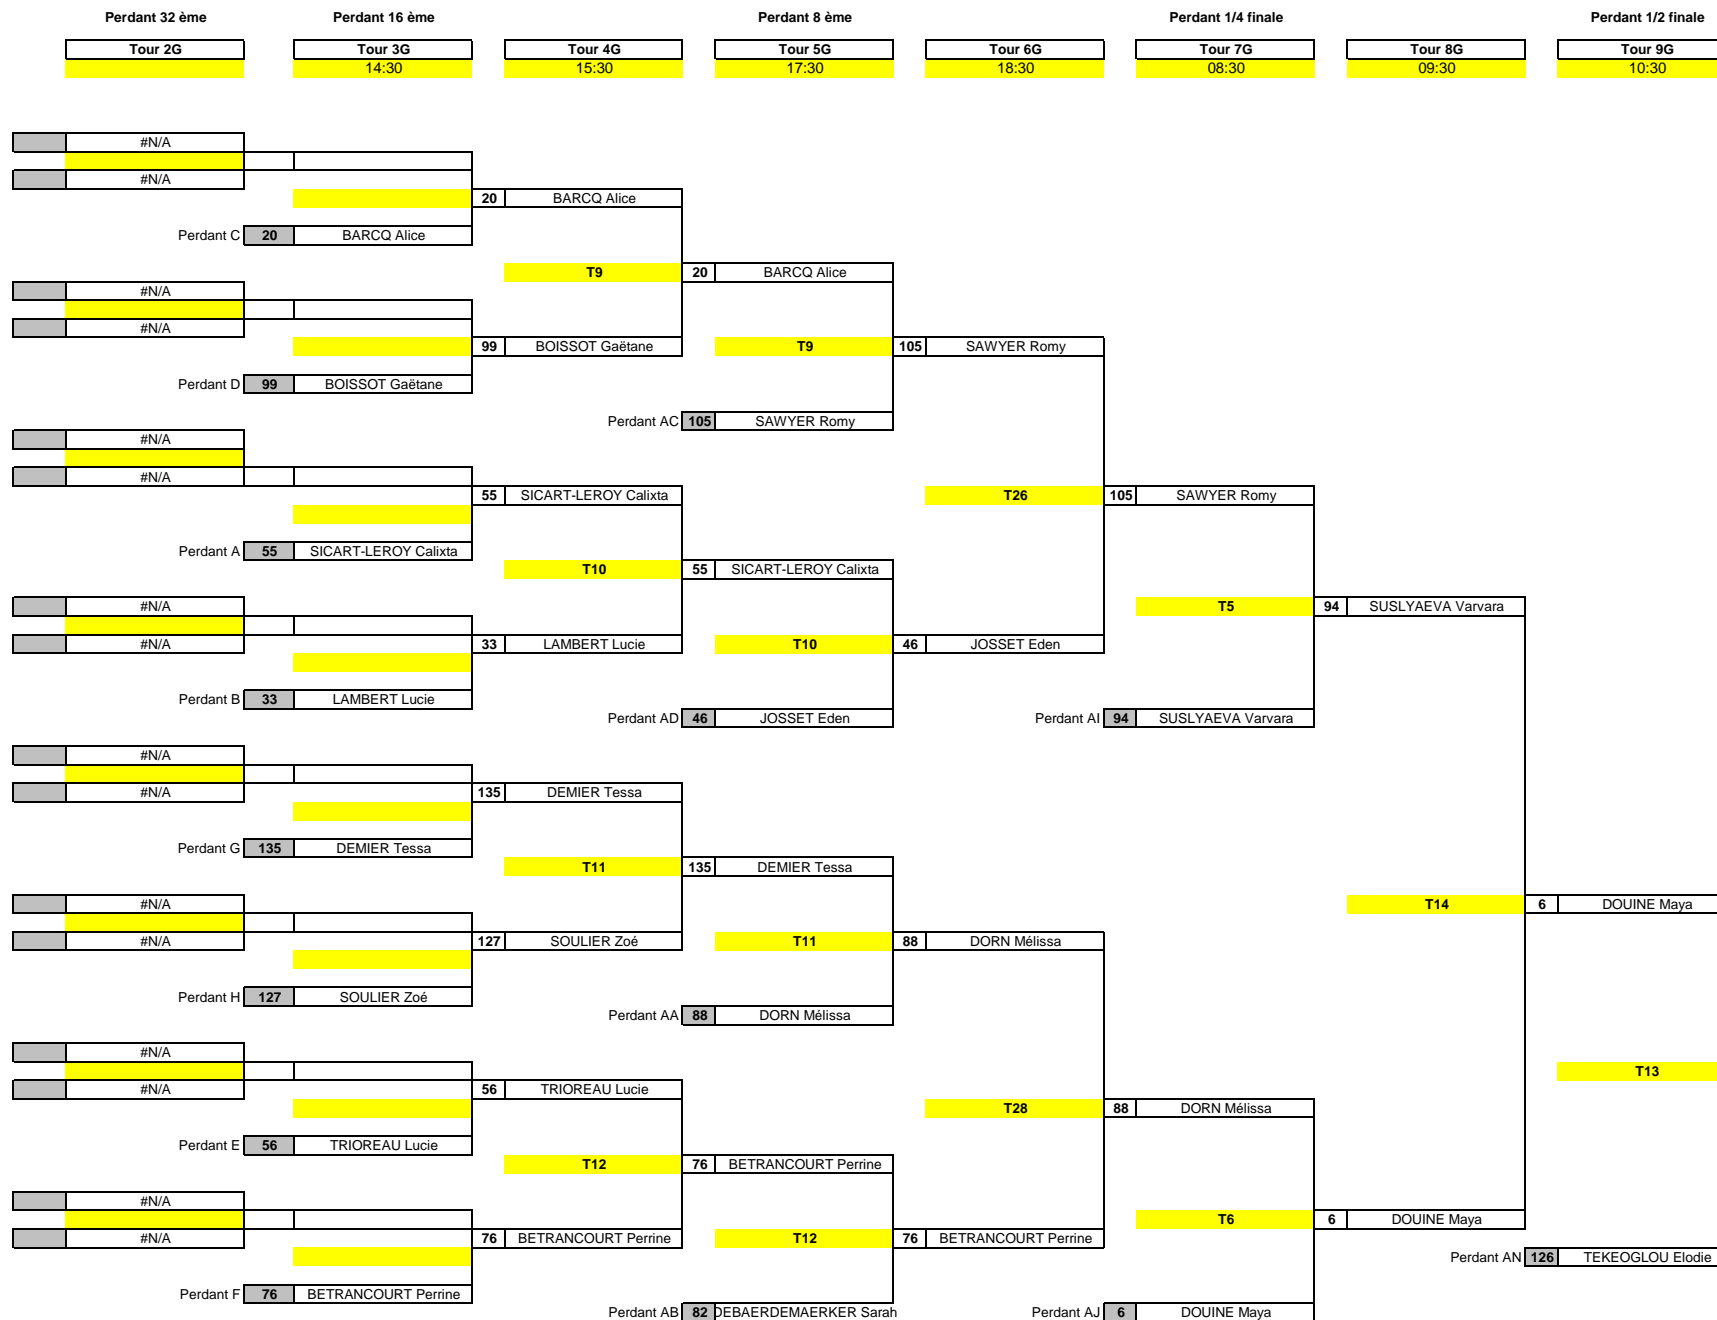 Perdant 32 ème Perdant 16 ème Perdant 8 ème Perdant 1/4 finale Perdant 1/2 finale
Tour 2G Tour 3G Tour 4G Tour 5G Tour 6G Tour 7G Tour 8G Tour 9G
14:30 15:30 17:30 18:30 08:30 09:30 10:30
#N/A
#N/A
20 BARCQ Alice
Perdant C 20 BARCQ Alice
T9 20 BARCQ Alice
#N/A
#N/A
99 BOISSOT Gaëtane T9 105 SAWYER Romy
Perdant D 99 BOISSOT Gaëtane
Perdant AC 105 SAWYER Romy
#N/A
#N/A
55 SICART-LEROY Calixta T26 105 SAWYER Romy
Perdant A 55 SICART-LEROY Calixta
T10 55 SICART-LEROY Calixta
#N/A T5 94 SUSLYAEVA Varvara
#N/A 33 LAMBERT Lucie T10 46 JOSSET Eden
Perdant B 33 LAMBERT Lucie
Perdant AD 46 JOSSET Eden Perdant AI 94 SUSLYAEVA Varvara
#N/A
#N/A 135 DEMIER Tessa
Perdant G 135 DEMIER Tessa
T11 135 DEMIER Tessa
#N/A T14 6 DOUINE Maya
#N/A 127 SOULIER Zoé T11 88 DORN Mélissa
Perdant H 127 SOULIER Zoé
Perdant AA 88 DORN Mélissa
#N/A
T13
#N/A 56 TRIOREAU Lucie
T28 88 DORN Mélissa
Perdant E 56 TRIOREAU Lucie
T12 76 BETRANCOURT Perrine
#N/A
T6 6 DOUINE Maya
#N/A 76 BETRANCOURT Perrine T12 76 BETRANCOURT Perrine
Perdant AN 126 TEKEOGLOU Elodie
Perdant F 76 BETRANCOURT Perrine
Perdant AB 82 DEBAERDEMAERKER Sarah Perdant AJ 6 DOUINE Maya